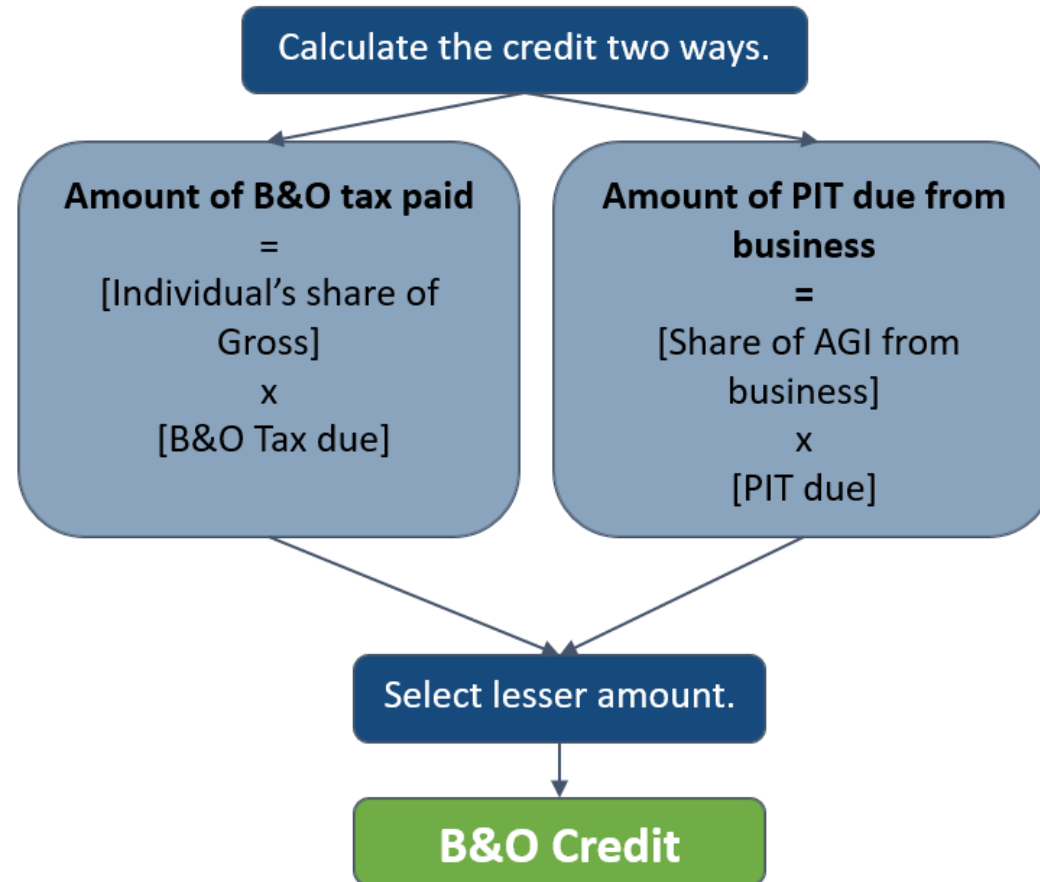 Calculate the credit two ways.
Amount of B&O tax paid
=
[Individual’s share of
Gross]
x
[B&O Tax due]
Amount of PIT due from
business
=
[Share of AGI from
business]
x
[PIT due]
Select lesser amount.
B&O Credit